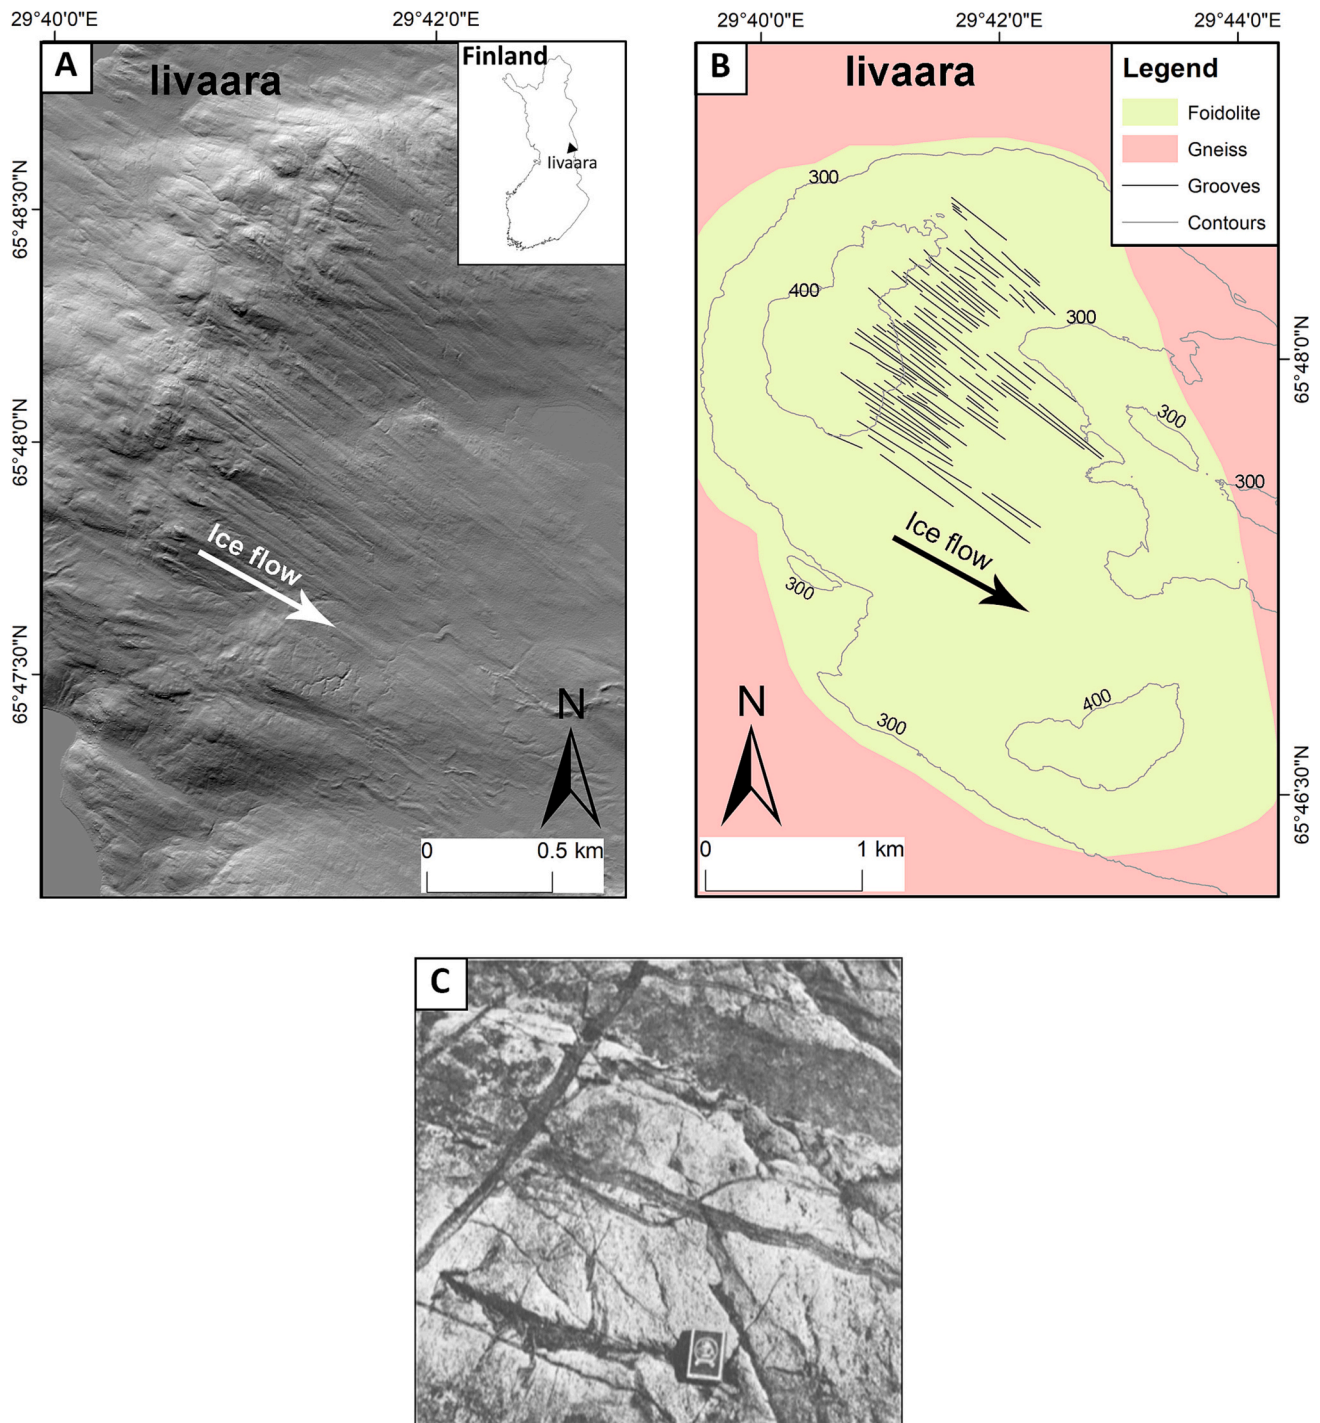 29°40'0"E
29°42'0"E
A
Iivaara
Finland
Iivaara
65°48'30"N
65°48'0"N
65°47'30"N
Ice flow
N
0
0.5 km
29°40'0"E
29°42'0"E
29°44'0"E
B
Iivaara
Legend
Foidolite
Gneiss
Grooves
Contours
300
400
300
300
300
300
300
400
65°48'0"N
65°46'30"N
Ice flow
N
0
1 km
C